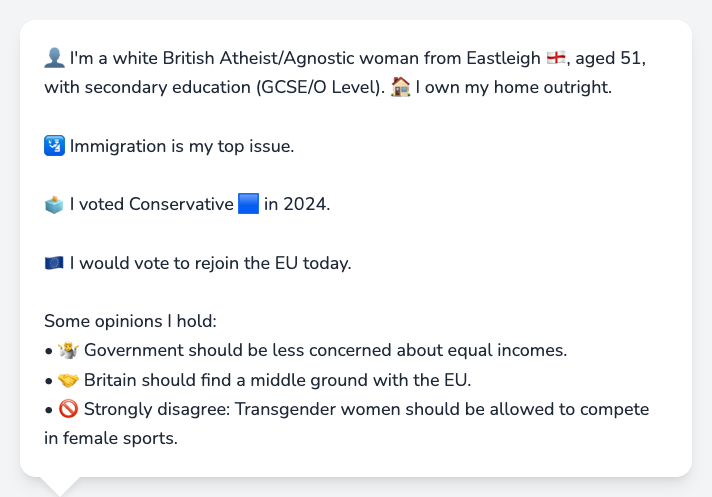 👤 I'm a white British Atheist/Agnostic woman from Eastleigh 🏴󠁧󠁢󠁥󠁮󠁧󠁿, aged 51,
with secondary education (GCSE/O Level). 🏠 I own my home outright.
🛂 Immigration is my top issue.
🗳️ I voted Conservative 🟦 in 2024.
🇪🇺 I would vote to rejoin the EU today.
Some opinions I hold:
• 🤷 Government should be less concerned about equal incomes.
• 🤝 Britain should find a middle ground with the EU.
• 🚫 Strongly disagree: Transgender women should be allowed to compete
in female sports.